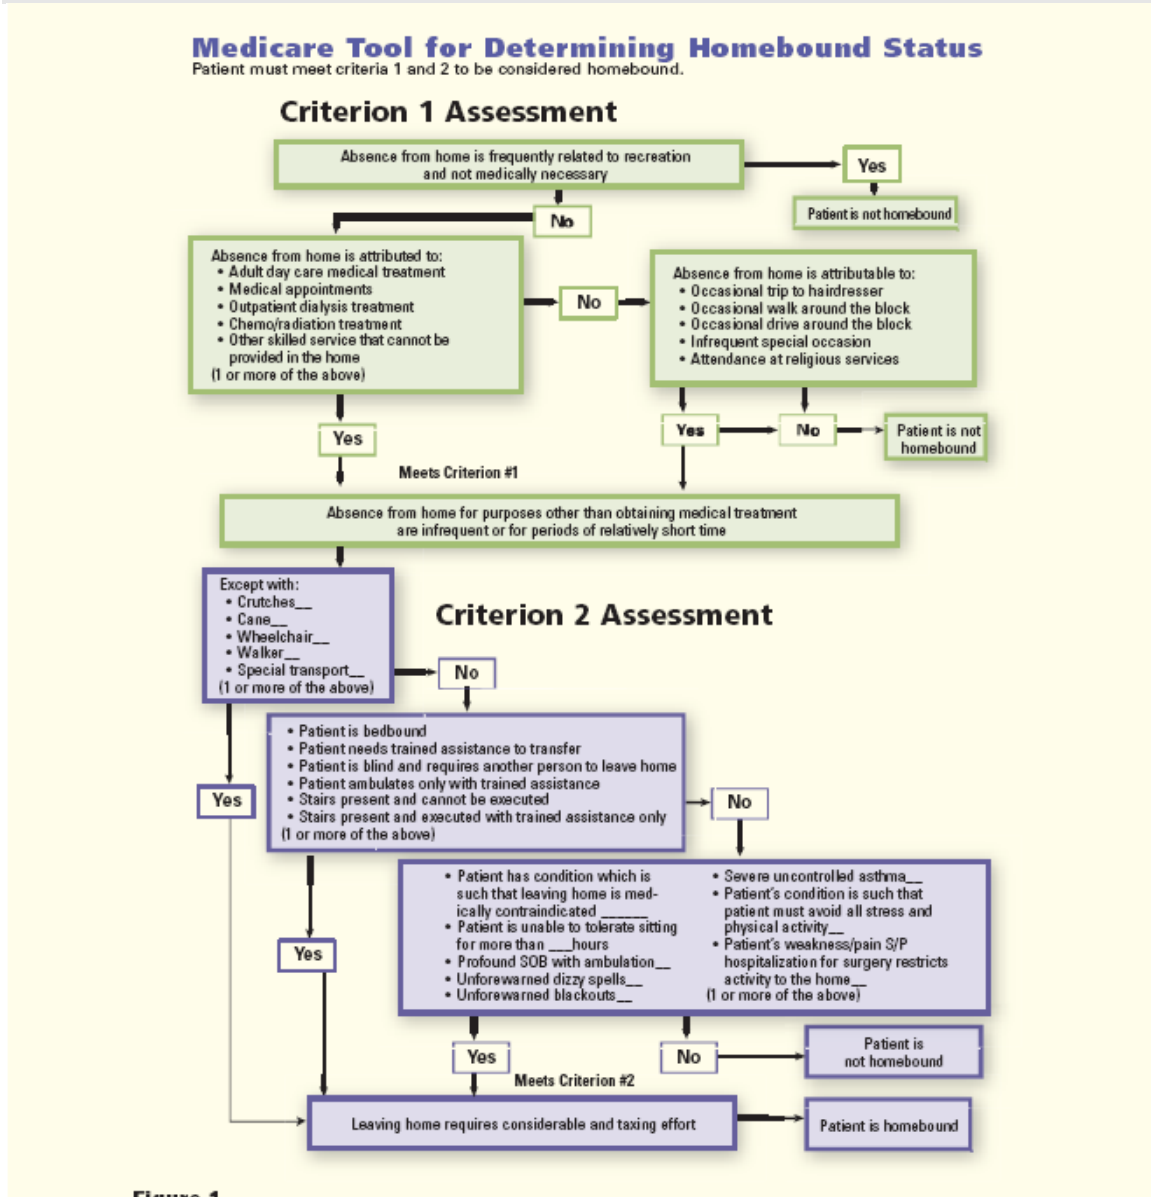 Medicare Tool for Determining Homebound Status
Patient must meet criteria 1 and 2 to be considered homebound.
Criterion 1 Assessment
Absence from home is frequently related to recreation
and not medically necessary
Yes
Patient is not homebound
No
Absence from home is attributed to:
• Adult day care medical treatment
• Medical appointments
• Outpatient dialysis treatment
• Chemo/radiation treatment
• Other skilled service that cannot be
provided in the home
(1 or more of the above)
No
Absence from home is attributable to:
• Occasional trip to hairdresser
• Occasional walk around the block
• Occasional drive around the block
• Infrequent special occasion
• Attendance at religious services
Yes
Yes
No
Patient is not
homebound
Meets Criterion #1
Absence from home for purposes other than obtaining medical treatment
are infrequent or for periods of relatively short time
Except with:
• Crutches__
• Cane__
• Wheelchair__
• Walker__
• Special transport__
(1 or more of the above)
Criterion 2 Assessment
No
• Patient is bedbound
• Patient needs trained assistance to transfer
• Patient is blind and requires another person to leave home
• Patient ambulates only with trained assistance
• Stairs present and cannot be executed
• Stairs present and executed with trained assistance only
(1 or more of the above)
Yes
No
• Patient has condition which is
such that leaving home is med-
ically contraindicated ______
• Patient is unable to tolerate sitting
for more than ___hours
• Profound SOB with ambulation__
• Unforewarned dizzy spells__
• Unforewarned blackouts__
• Severe uncontrolled asthma__
• Patient's condition is such that
patient must avoid all stress and
physical activity__
• Patient's weakness/pain S/P
hospitalization for surgery restricts
activity to the home__
(1 or more of the above)
Yes
Yes
No
Patient is
not homebound
Meets Criterion #2
Leaving home requires considerable and taxing effort
Patient is homebound
Figure 1